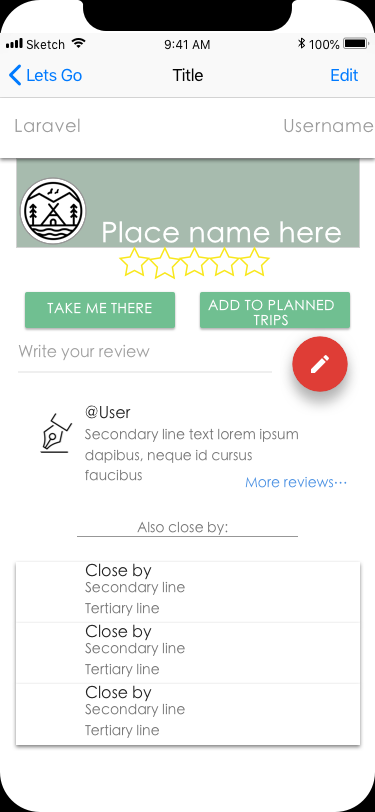 Sketch 9:41 AM 100%
Lets Go Title Edit
Laravel Username
Place name here
TAKE ME THERE
ADD TO PLANNED
TRIPS
Write your review
@User
Secondary line text lorem ipsum
dapibus, neque id cursus
faucibus
More reviews···
Also close by:
Close by
Secondary line
Tertiary line
Close by
Secondary line
Tertiary line
Close by
Secondary line
Tertiary line